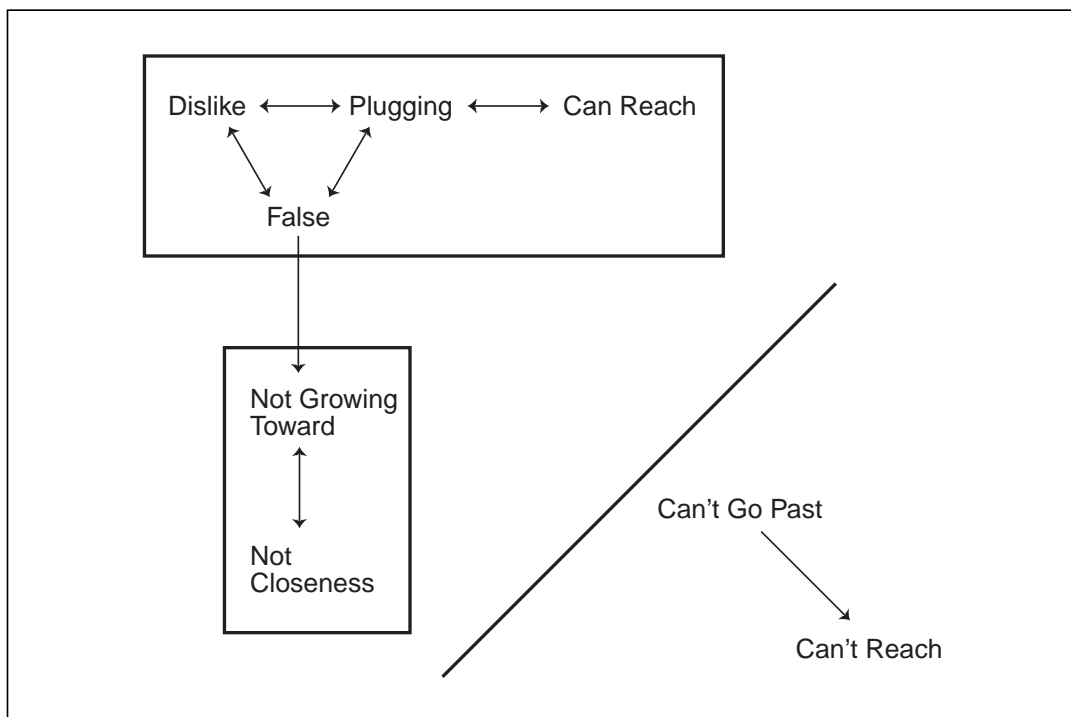 Dislike Plugging Can Reach
False
Not Growing
Toward
Not
Closeness
Can't Go Past
Can't Reach